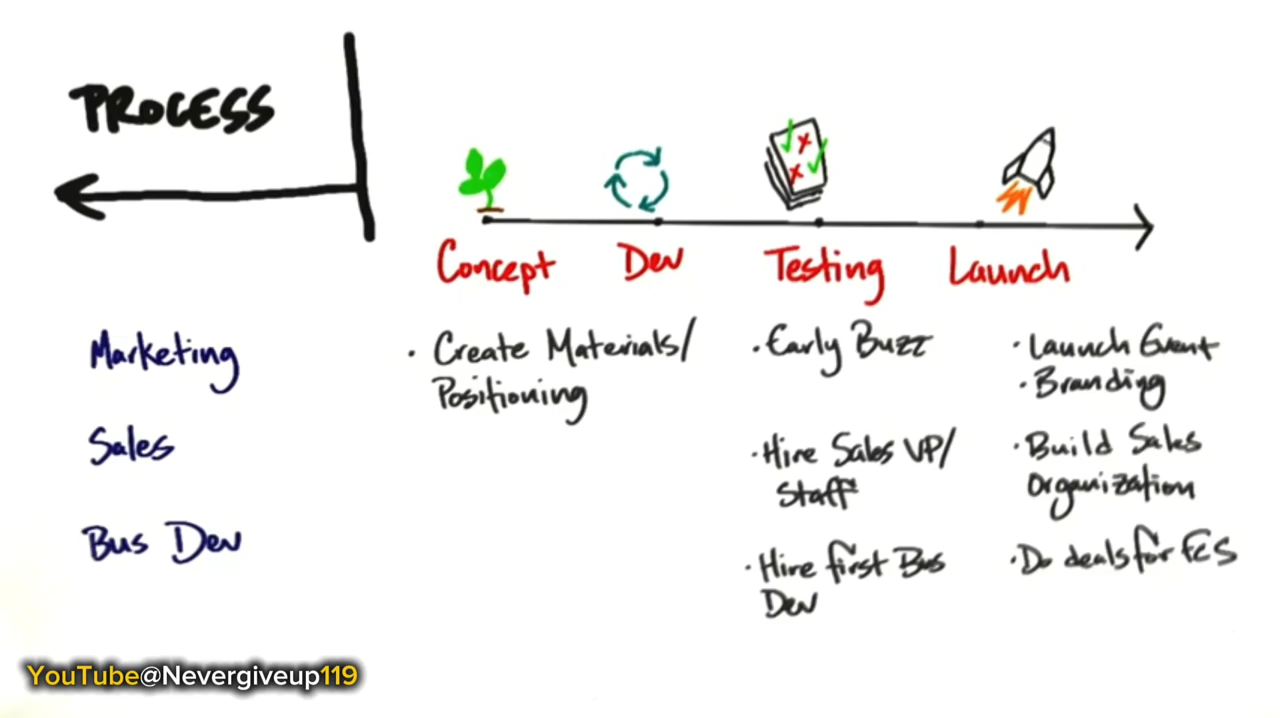 PROCESS
Concept Dev Testing Launch
Marketing
· Create Materials/
Positioning
· Early Buzz
· Launch Event
· Branding
Sales
· Hire Sales VP/
Staff
· Build Sales
Organization
Bus Dev
· Hire first Bus
Dev
· Do deals for FCS
YouTube@Nevergiveup119